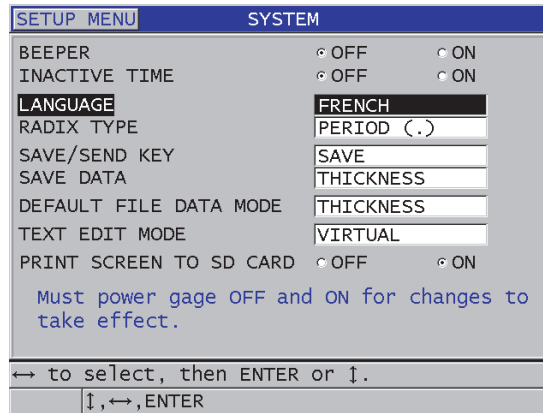 SETUP MENU SYSTEM
BEEPER OFF ON
INACTIVE TIME OFF ON
LANGUAGE FRENCH
RADIX TYPE PERIOD (.)
SAVE/SEND KEY SAVE
SAVE DATA THICKNESS
DEFAULT FILE DATA MODE THICKNESS
TEXT EDIT MODE VIRTUAL
PRINT SCREEN TO SD CARD OFF ON
Must power gage OFF and ON for changes to
take effect.
↔ to select, then ENTER or ↕.
↕,↔,ENTER